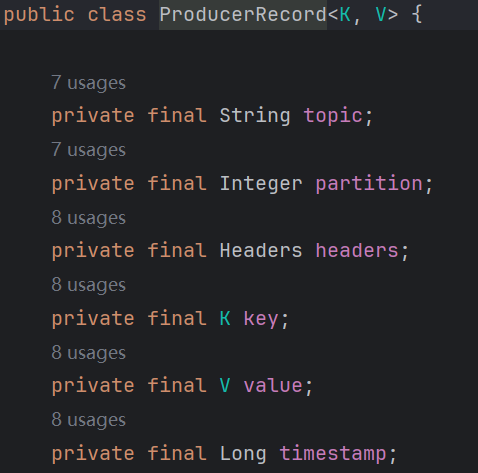 public class ProducerRecord<K, V> {
7 usages
private final String topic;
7 usages
private final Integer partition;
8 usages
private final Headers headers;
8 usages
private final K key;
8 usages
private final V value;
8 usages
private final Long timestamp;